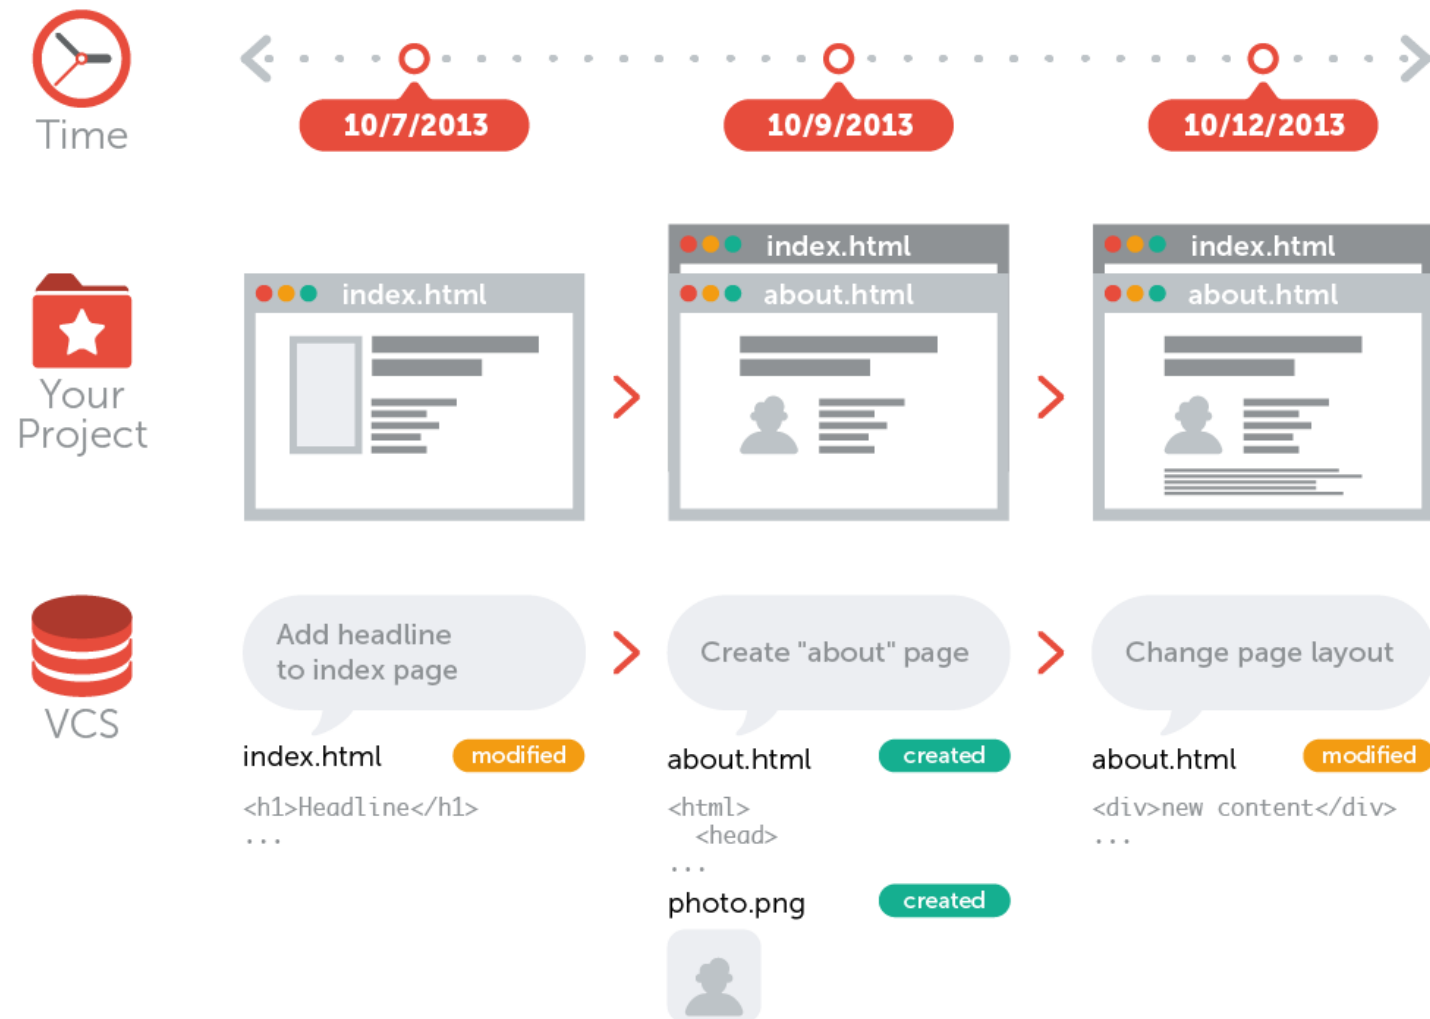 Time
10/7/2013
10/9/2013
10/12/2013
Your
Project
index.html
index.html
about.html
index.html
about.html
VCS
Add headline
to index page
index.html
modified
<h1>Headline</h1>
...
Create "about" page
about.html
created
<html>
<head>
...
photo.png
created
Change page layout
about.html
modified
<div>new content</div>
...